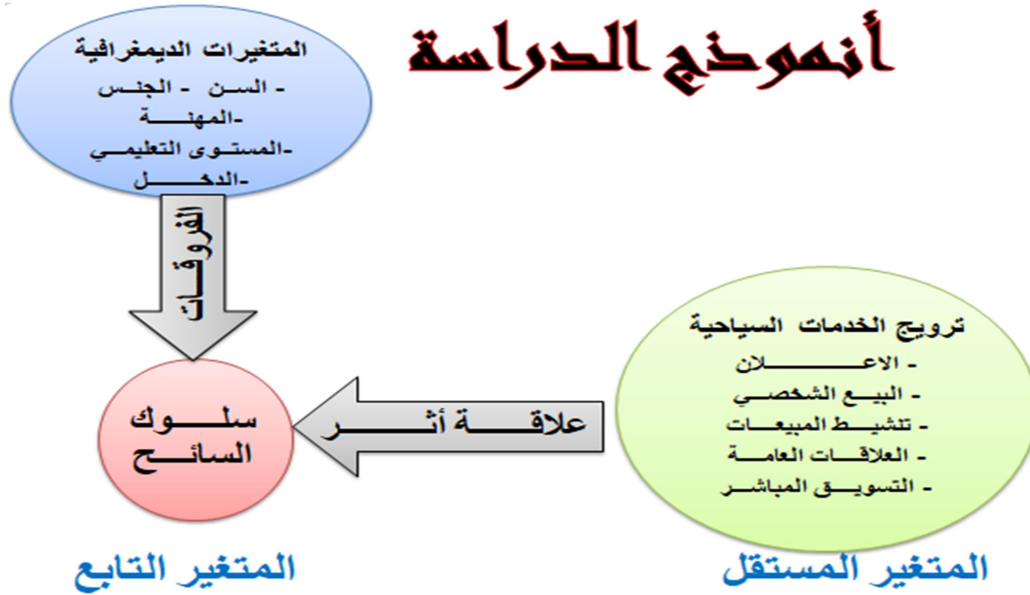 أنموذج الدراسة
المتغيرات الديمغرافية
- السن - الجنس
-المهنة
-المستوى التعليمي
-الدخل
الفروقات
ترويج الخدمات السياحية
- الاعلان
- البيع الشخصي
- تنشيط المبيعات
- العلاقات العامة
- التسويق المباشر
علاقة أثر
سلوك
السائح
المتغير المستقل
المتغير التابع